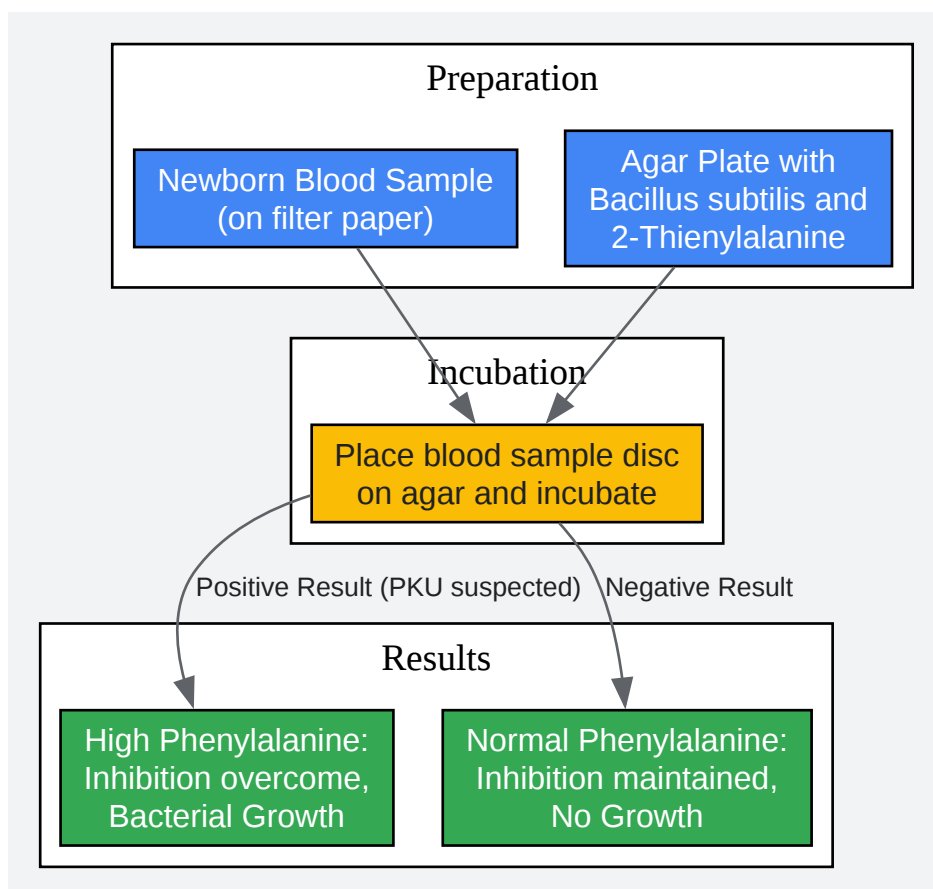 Preparation
Newborn Blood Sample
(on filter paper)
Agar Plate with
Bacillus subtilis and
2-Thienylalanine
Incubation
Place blood sample disc
on agar and incubate
Positive Result (PKU suspected)
Negative Result
Results
High Phenylalanine:
Inhibition overcome,
Bacterial Growth
Normal Phenylalanine:
Inhibition maintained,
No Growth